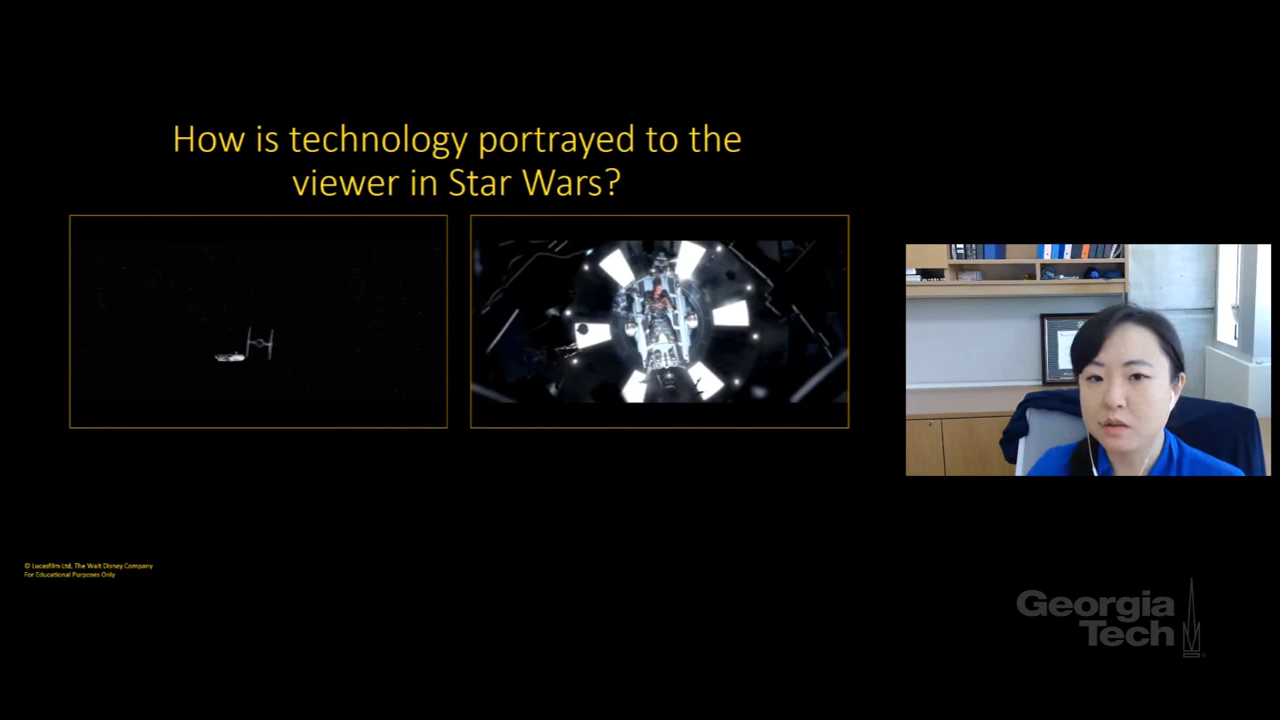 How is technology portrayed to the
viewer in Star Wars?
© Lucasfilm Ltd, The Walt Disney Company
For Educational Purposes Only
Georgia
Tech